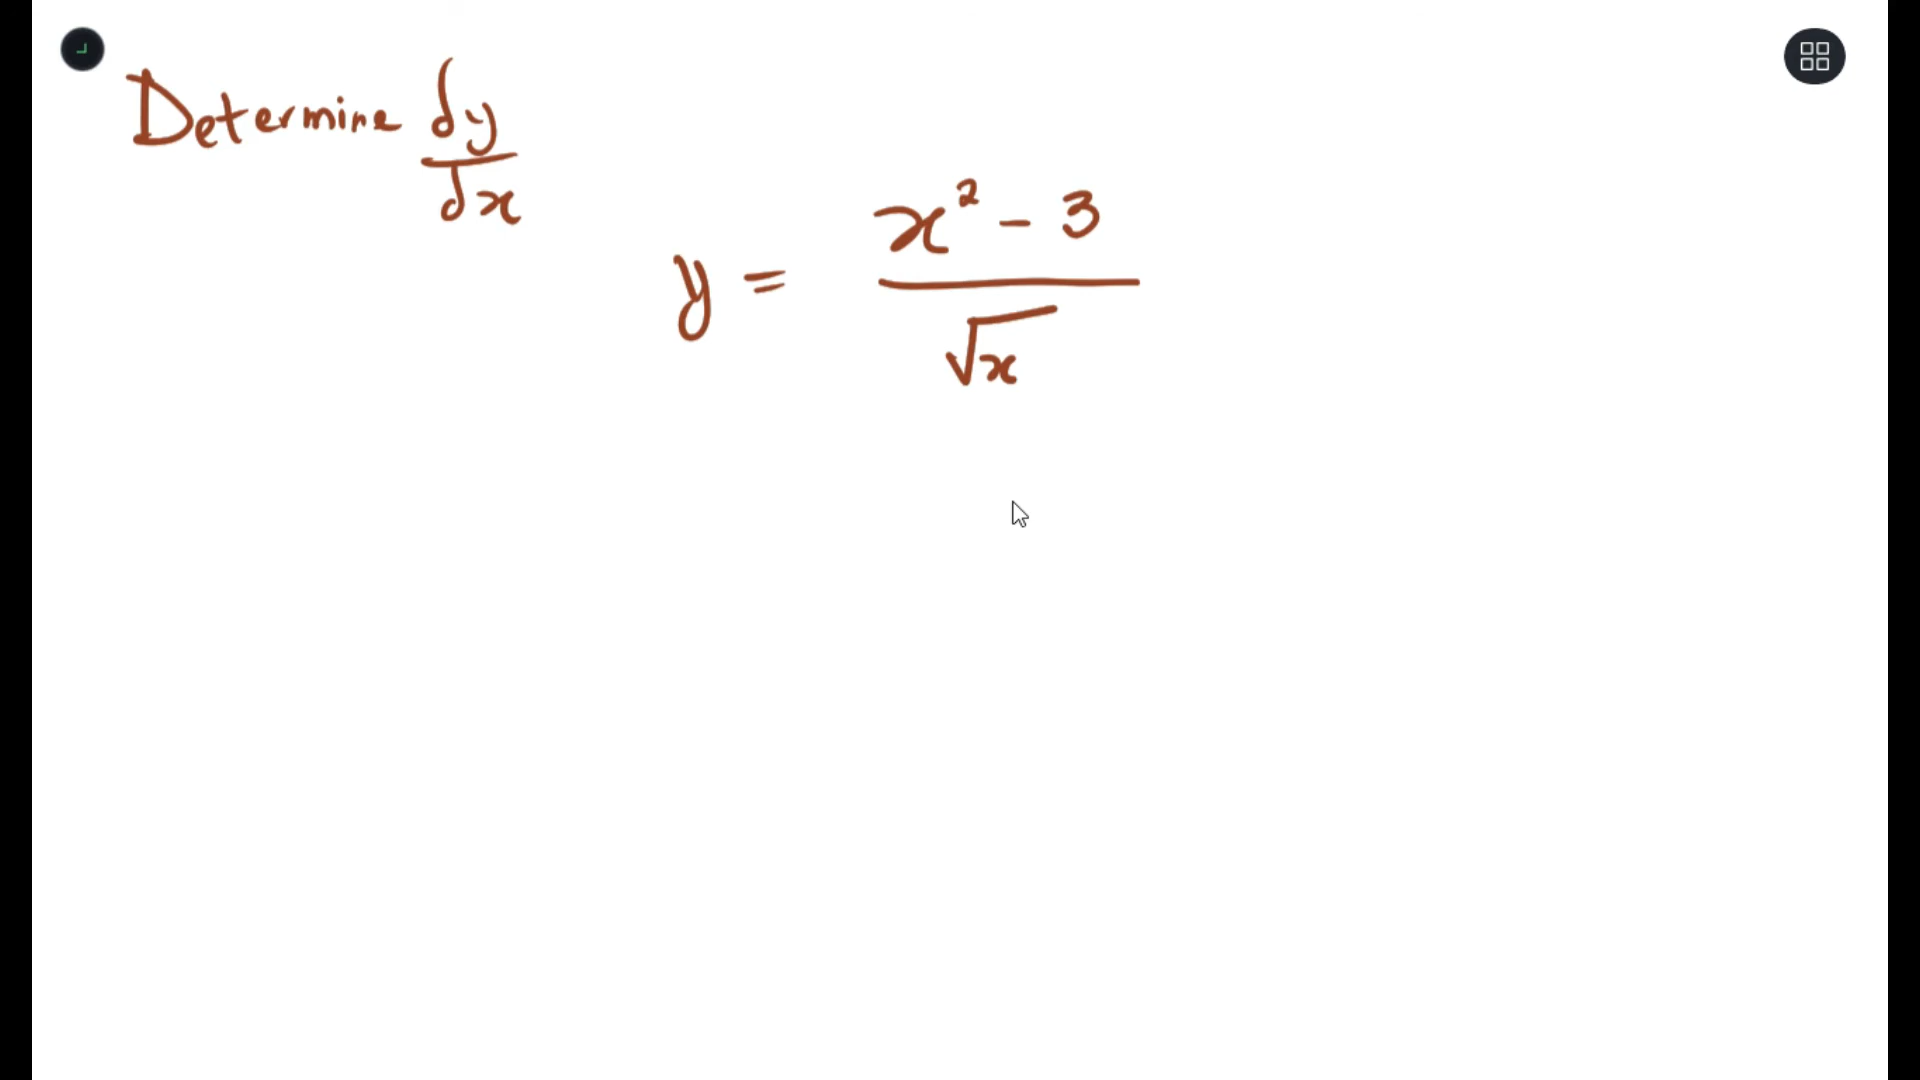 Determine dy/dx
y = x² - 3 / √x